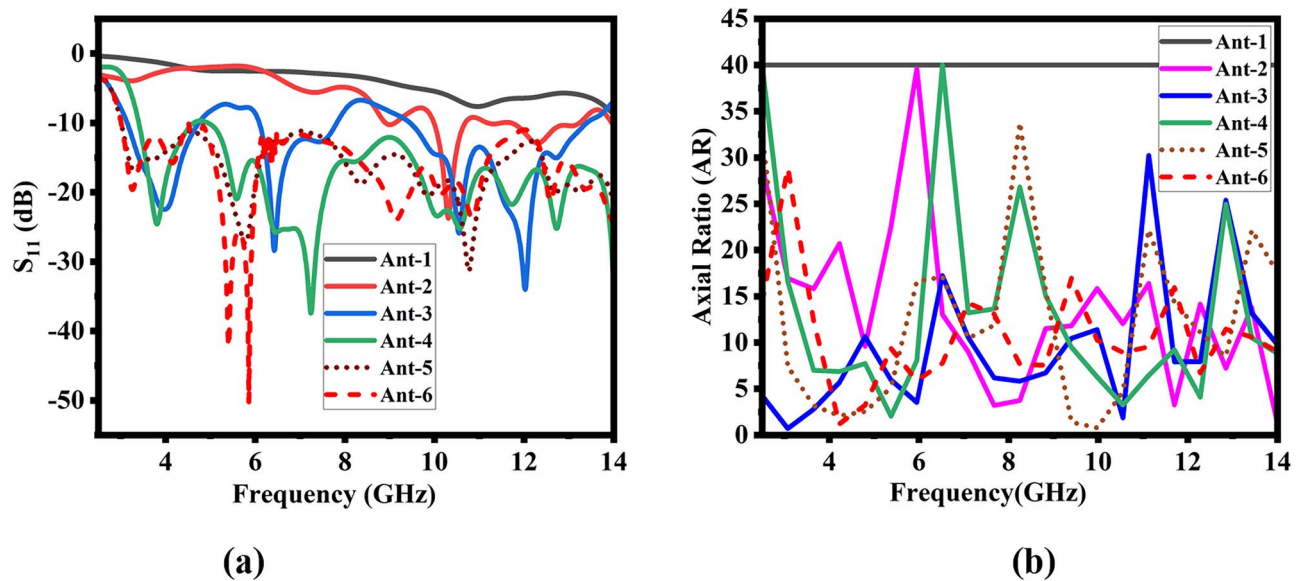 0
-10
-20
-30
-40
-50
S₁₁ (dB)
Ant-1
Ant-2
Ant-3
Ant-4
Ant-5
Ant-6
4 6 8 10 12 14
Frequency (GHz)
(a)
45
40
35
30
25
20
15
10
5
0
Axial Ratio (AR)
Ant-1
Ant-2
Ant-3
Ant-4
Ant-5
Ant-6
4 6 8 10 12 14
Frequency(GHz)
(b)